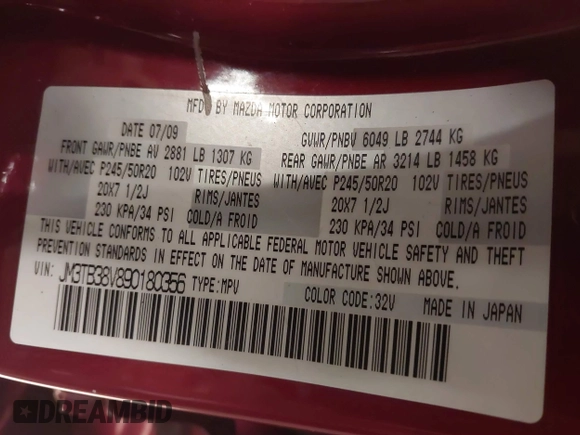 MFD BY MAZDA MOTOR CORPORATION
DATE 07/09 GVWR/PNBV 6049 LB 2744 KG
FRONT GAWR/PNBE AV 2881 LB 1307 KG REAR GAWR/PNBE AR 3214 LB 1458 KG
WITH/AVEC P245/50R20 102V TIRES/PNEUS WITH/AVEC P245/50R20 102V TIRES/PNEUS
20X7 1/2J RIMS/JANTES 20X7 1/2J RIMS/JANTES
230 KPA/34 PSI COLD/A FROID 230 KPA/34 PSI COLD/A FROID
THIS VEHICLE CONFORMS TO ALL APPLICABLE FEDERAL MOTOR VEHICLE SAFETY AND THEFT
PREVENTION STANDARDS IN EFFECT ON THE DATE OF MANUFACTURE SHOWN ABOVE.
VIN: JM3TB38V890180356 TYPE:MPV COLOR CODE:32V MADE IN JAPAN
DREAMBID